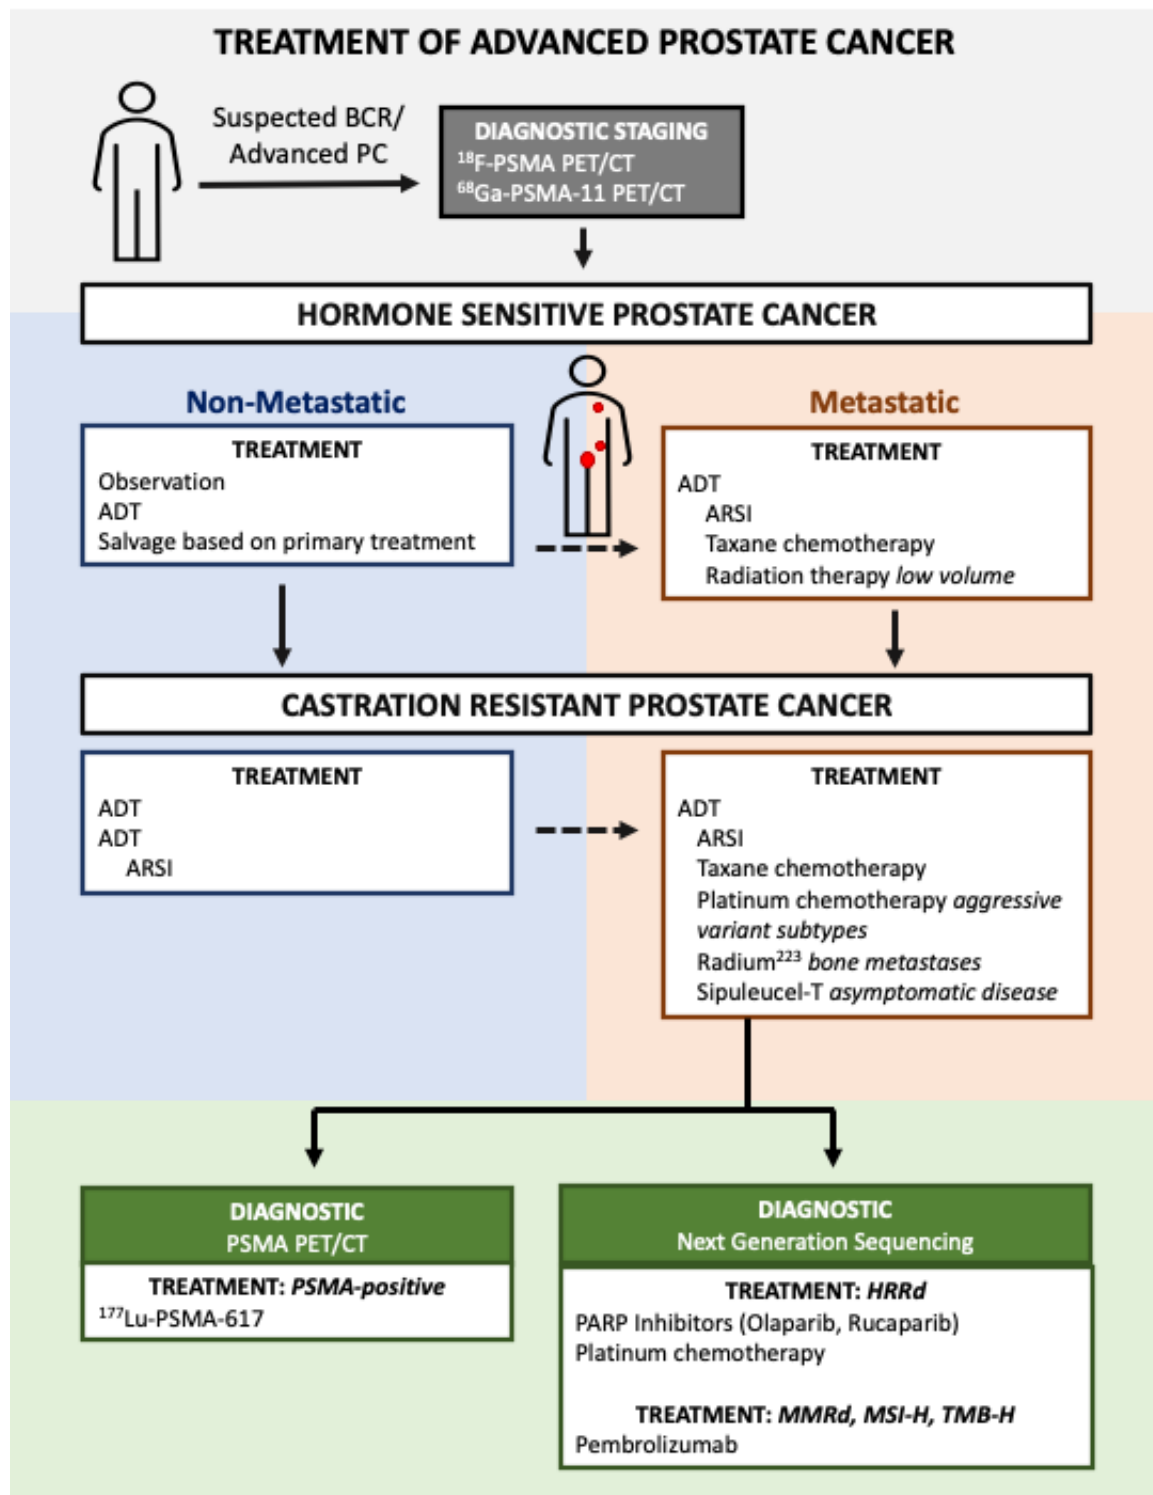 TREATMENT OF ADVANCED PROSTATE CANCER
Suspected BCR/
Advanced PC
DIAGNOSTIC STAGING
¹⁸F-PSMA PET/CT
⁶⁸Ga-PSMA-11 PET/CT
HORMONE SENSITIVE PROSTATE CANCER
Non-Metastatic
TREATMENT
Observation
ADT
Salvage based on primary treatment
Metastatic
TREATMENT
ADT
ARSI
Taxane chemotherapy
Radiation therapy low volume
CASTRATION RESISTANT PROSTATE CANCER
TREATMENT
ADT
ADT
ARSI
TREATMENT
ADT
ARSI
Taxane chemotherapy
Platinum chemotherapy aggressive
variant subtypes
Radium²²³ bone metastases
Sipuleucel-T asymptomatic disease
DIAGNOSTIC
PSMA PET/CT
TREATMENT: PSMA-positive
¹⁷⁷Lu-PSMA-617
DIAGNOSTIC
Next Generation Sequencing
TREATMENT: HRRd
PARP Inhibitors (Olaparib, Rucaparib)
Platinum chemotherapy
TREATMENT: MMRd, MSI-H, TMB-H
Pembrolizumab